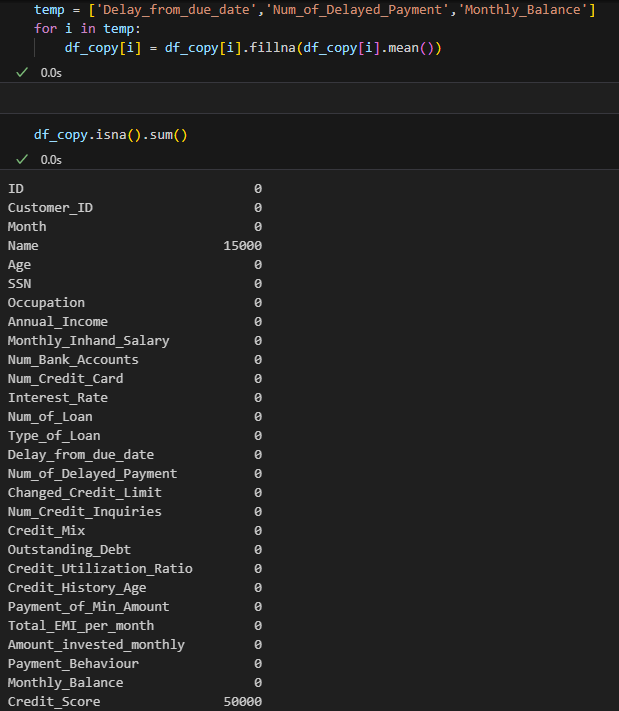 temp = ['Delay_from_due_date','Num_of_Delayed_Payment','Monthly_Balance']
for i in temp:
    df_copy[i] = df_copy[i].fillna(df_copy[i].mean())
✓ 0.0s
df_copy.isna().sum()
✓ 0.0s
ID 0
Customer_ID 0
Month 0
Name 15000
Age 0
SSN 0
Occupation 0
Annual_Income 0
Monthly_Inhand_Salary 0
Num_Bank_Accounts 0
Num_Credit_Card 0
Interest_Rate 0
Num_of_Loan 0
Type_of_Loan 0
Delay_from_due_date 0
Num_of_Delayed_Payment 0
Changed_Credit_Limit 0
Num_Credit_Inquiries 0
Credit_Mix 0
Outstanding_Debt 0
Credit_Utilization_Ratio 0
Credit_History_Age 0
Payment_of_Min_Amount 0
Total_EMI_per_month 0
Amount_invested_monthly 0
Payment_Behaviour 0
Monthly_Balance 0
Credit_Score 50000